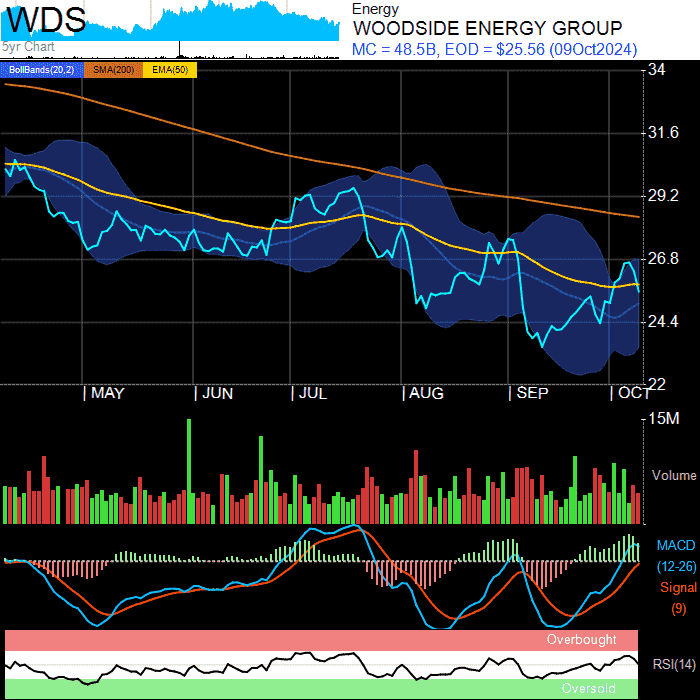 WDS
5yr Chart
Energy
WOODSIDE ENERGY GROUP
MC = 48.5B, EOD = $25.56 (09Oct2024)
BollBands(20,2) SMA(200) EMA(50)
34
31.6
29.2
26.8
24.4
22
MAY JUN JUL AUG SEP OCT
15M
Volume
MACD
(12-26)
Signal
(9)
Overbought
RSI(14)
Oversold